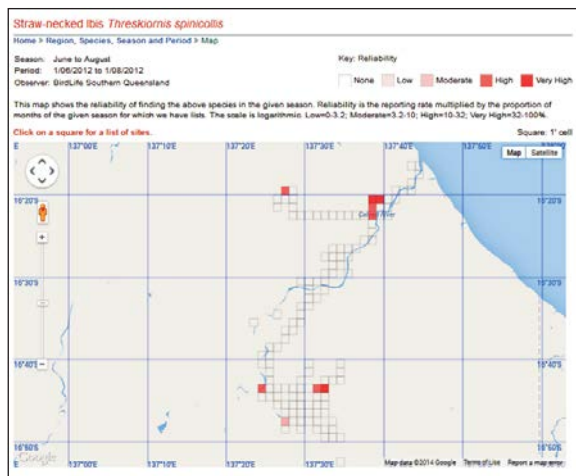 Straw-necked Ibis Threskiornis spinicollis
Home > Region, Species, Season and Period > Map
Season: June to August
Period: 1/06/2012 to 1/08/2012
Observer: BirdLife Southern Queensland
Key: Reliability
None Low Moderate High Very High
This map shows the reliability of finding the above species in the given season. Reliability is the reporting rate multiplied by the proportion of
months of the given season for which we have lists. The scale is logarithmic: Low=0-3.2; Moderate=3.2-10; High=10-32; Very High=32-100%.
Click on a square for a list of sites.
Square: 1' cell
E 137°00'E 137°10'E 137°20'E 137°30'E 137°40'E 137°50'E
Map Satellite
16°20'S 16°20'S
River
16°30'S 16°30'S
16°40'S 16°40'S
16°50'S 16°50'S
Google
Map data ©2014 Google Terms of Use Report a map error
E 137°00'E 137°10'E 137°20'E 137°30'E